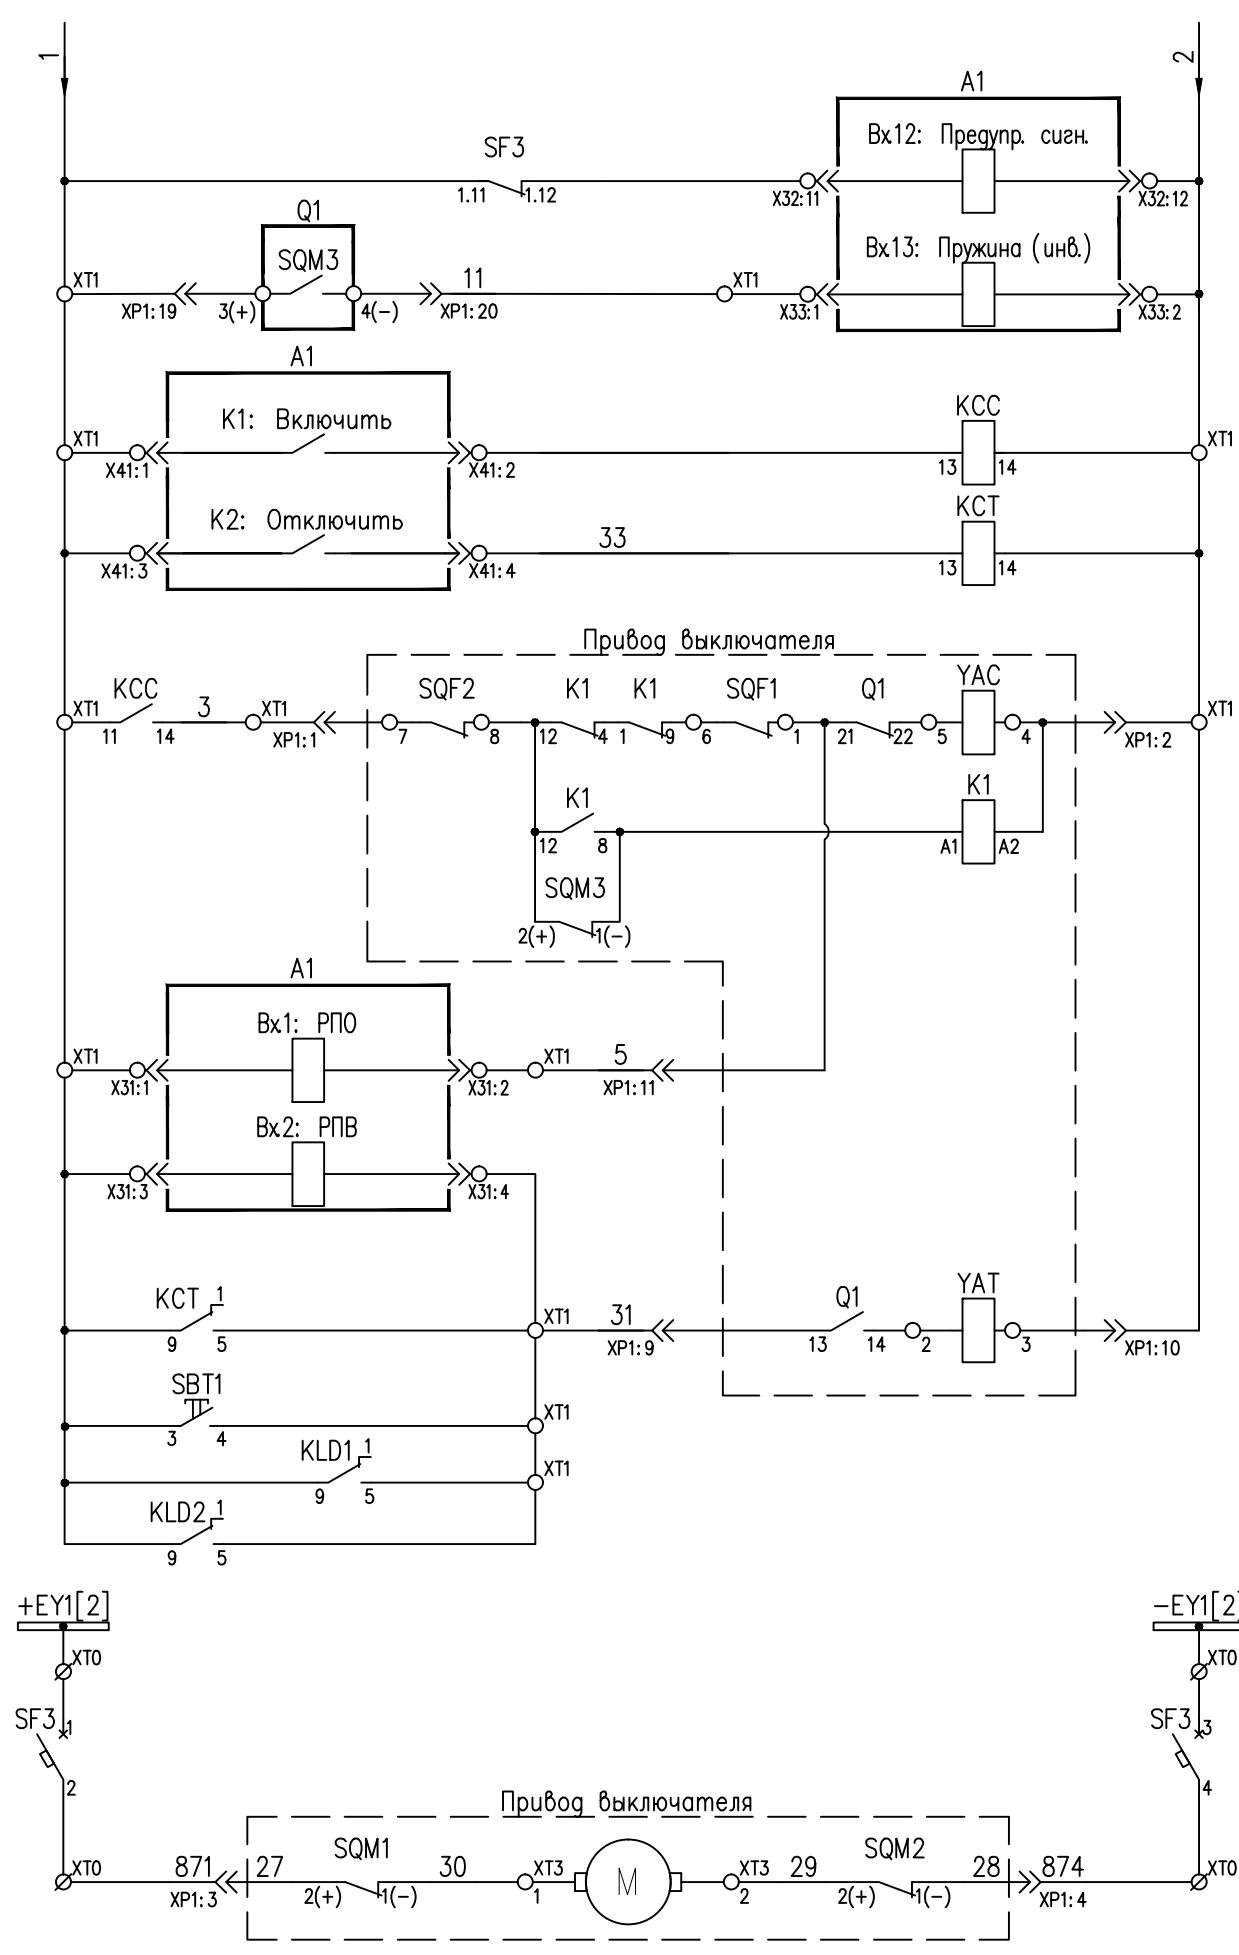 1
2
A1
Вх.12: Предупр. сигн.
SF3
1.11
1.12
X32:11
X32:12
Q1
SQM3
Вх.13: Пружина (инв.)
XT1
11
XT1
XP1:19
3(+)
4(-)
XP1:20
X33:1
X33:2
A1
K1: Включить
KCC
XT1
XT1
X41:1
X41:2
13
14
K2: Отключить
KCT
33
X41:3
X41:4
13
14
Привод выключателя
KCC
SQF2
K1
K1
SQF1
Q1
YAC
XT1
3
XT1
XT1
11
14
XP1:1
7
8
12
4
1
9
6
1
21
22
5
4
XP1:2
K1
K1
12
8
A1
A2
SQM3
2(+)
1(-)
A1
Вх.1: РПО
XT1
XT1
5
X31:1
X31:2
XP1:11
Вх.2: РПВ
X31:3
X31:4
KCT
1
XT1
31
Q1
YAT
9
5
XP1:9
13
14
2
3
XP1:10
SBT1
XT1
3
4
KLD1
1
XT1
9
5
KLD2
1
9
5
+EY1[2]
-EY1[2]
XT0
XT0
SF3
1
SF3
3
2
4
Привод выключателя
XT0
871
27
SQM1
30
XT3
M
XT3
29
SQM2
28
874
XT0
XP1:3
2(+)
1(-)
1
2
2(+)
1(-)
XP1:4